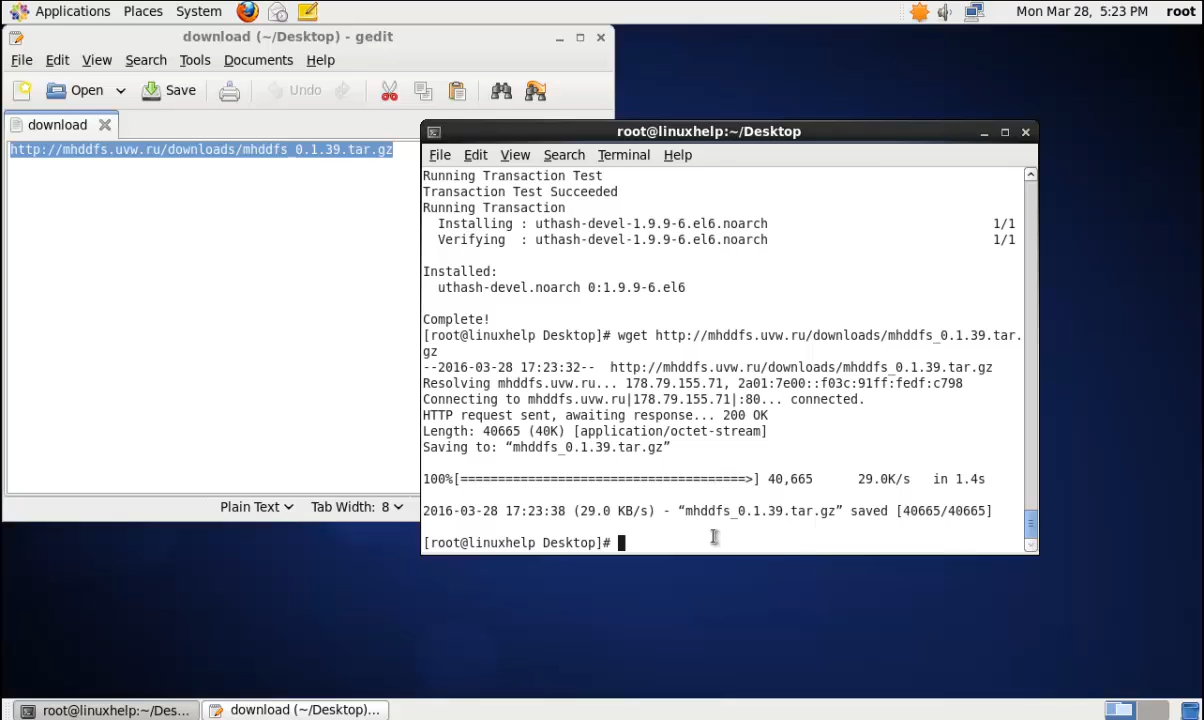 Applications Places System Mon Mar 28, 5:23 PM root
download (~/Desktop) - gedit
File Edit View Search Tools Documents Help
Open Save Undo
download
http://mhddfs.uvw.ru/downloads/mhddfs_0.1.39.tar.gz
Plain Text Tab Width: 8
root@linuxhelp:~/Desktop
File Edit View Search Terminal Help
Running Transaction Test
Transaction Test Succeeded
Running Transaction
  Installing : uthash-devel-1.9.9-6.el6.noarch 1/1
  Verifying  : uthash-devel-1.9.9-6.el6.noarch 1/1
Installed:
  uthash-devel.noarch 0:1.9.9-6.el6
Complete!
[root@linuxhelp Desktop]# wget http://mhddfs.uvw.ru/downloads/mhddfs_0.1.39.tar.
gz
--2016-03-28 17:23:32--  http://mhddfs.uvw.ru/downloads/mhddfs_0.1.39.tar.gz
Resolving mhddfs.uvw.ru... 178.79.155.71, 2a01:7e00::f03c:91ff:fedf:c798
Connecting to mhddfs.uvw.ru|178.79.155.71|:80... connected.
HTTP request sent, awaiting response... 200 OK
Length: 40665 (40K) [application/octet-stream]
Saving to: “mhddfs_0.1.39.tar.gz”
100%[======================================>] 40,665 29.0K/s in 1.4s
2016-03-28 17:23:38 (29.0 KB/s) - “mhddfs_0.1.39.tar.gz” saved [40665/40665]
[root@linuxhelp Desktop]#
root@linuxhelp:~/Des... download (~/Desktop)...